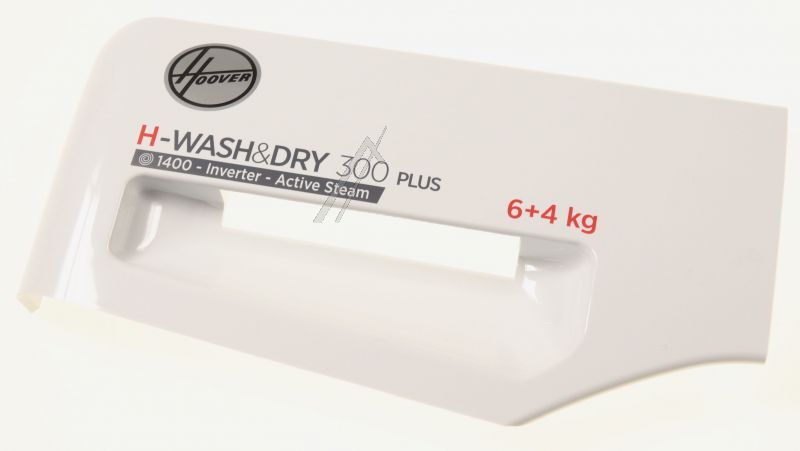 HOOVER
H-WASH&DRY 300 PLUS
1400 - Inverter - Active Steam
6+4 kg